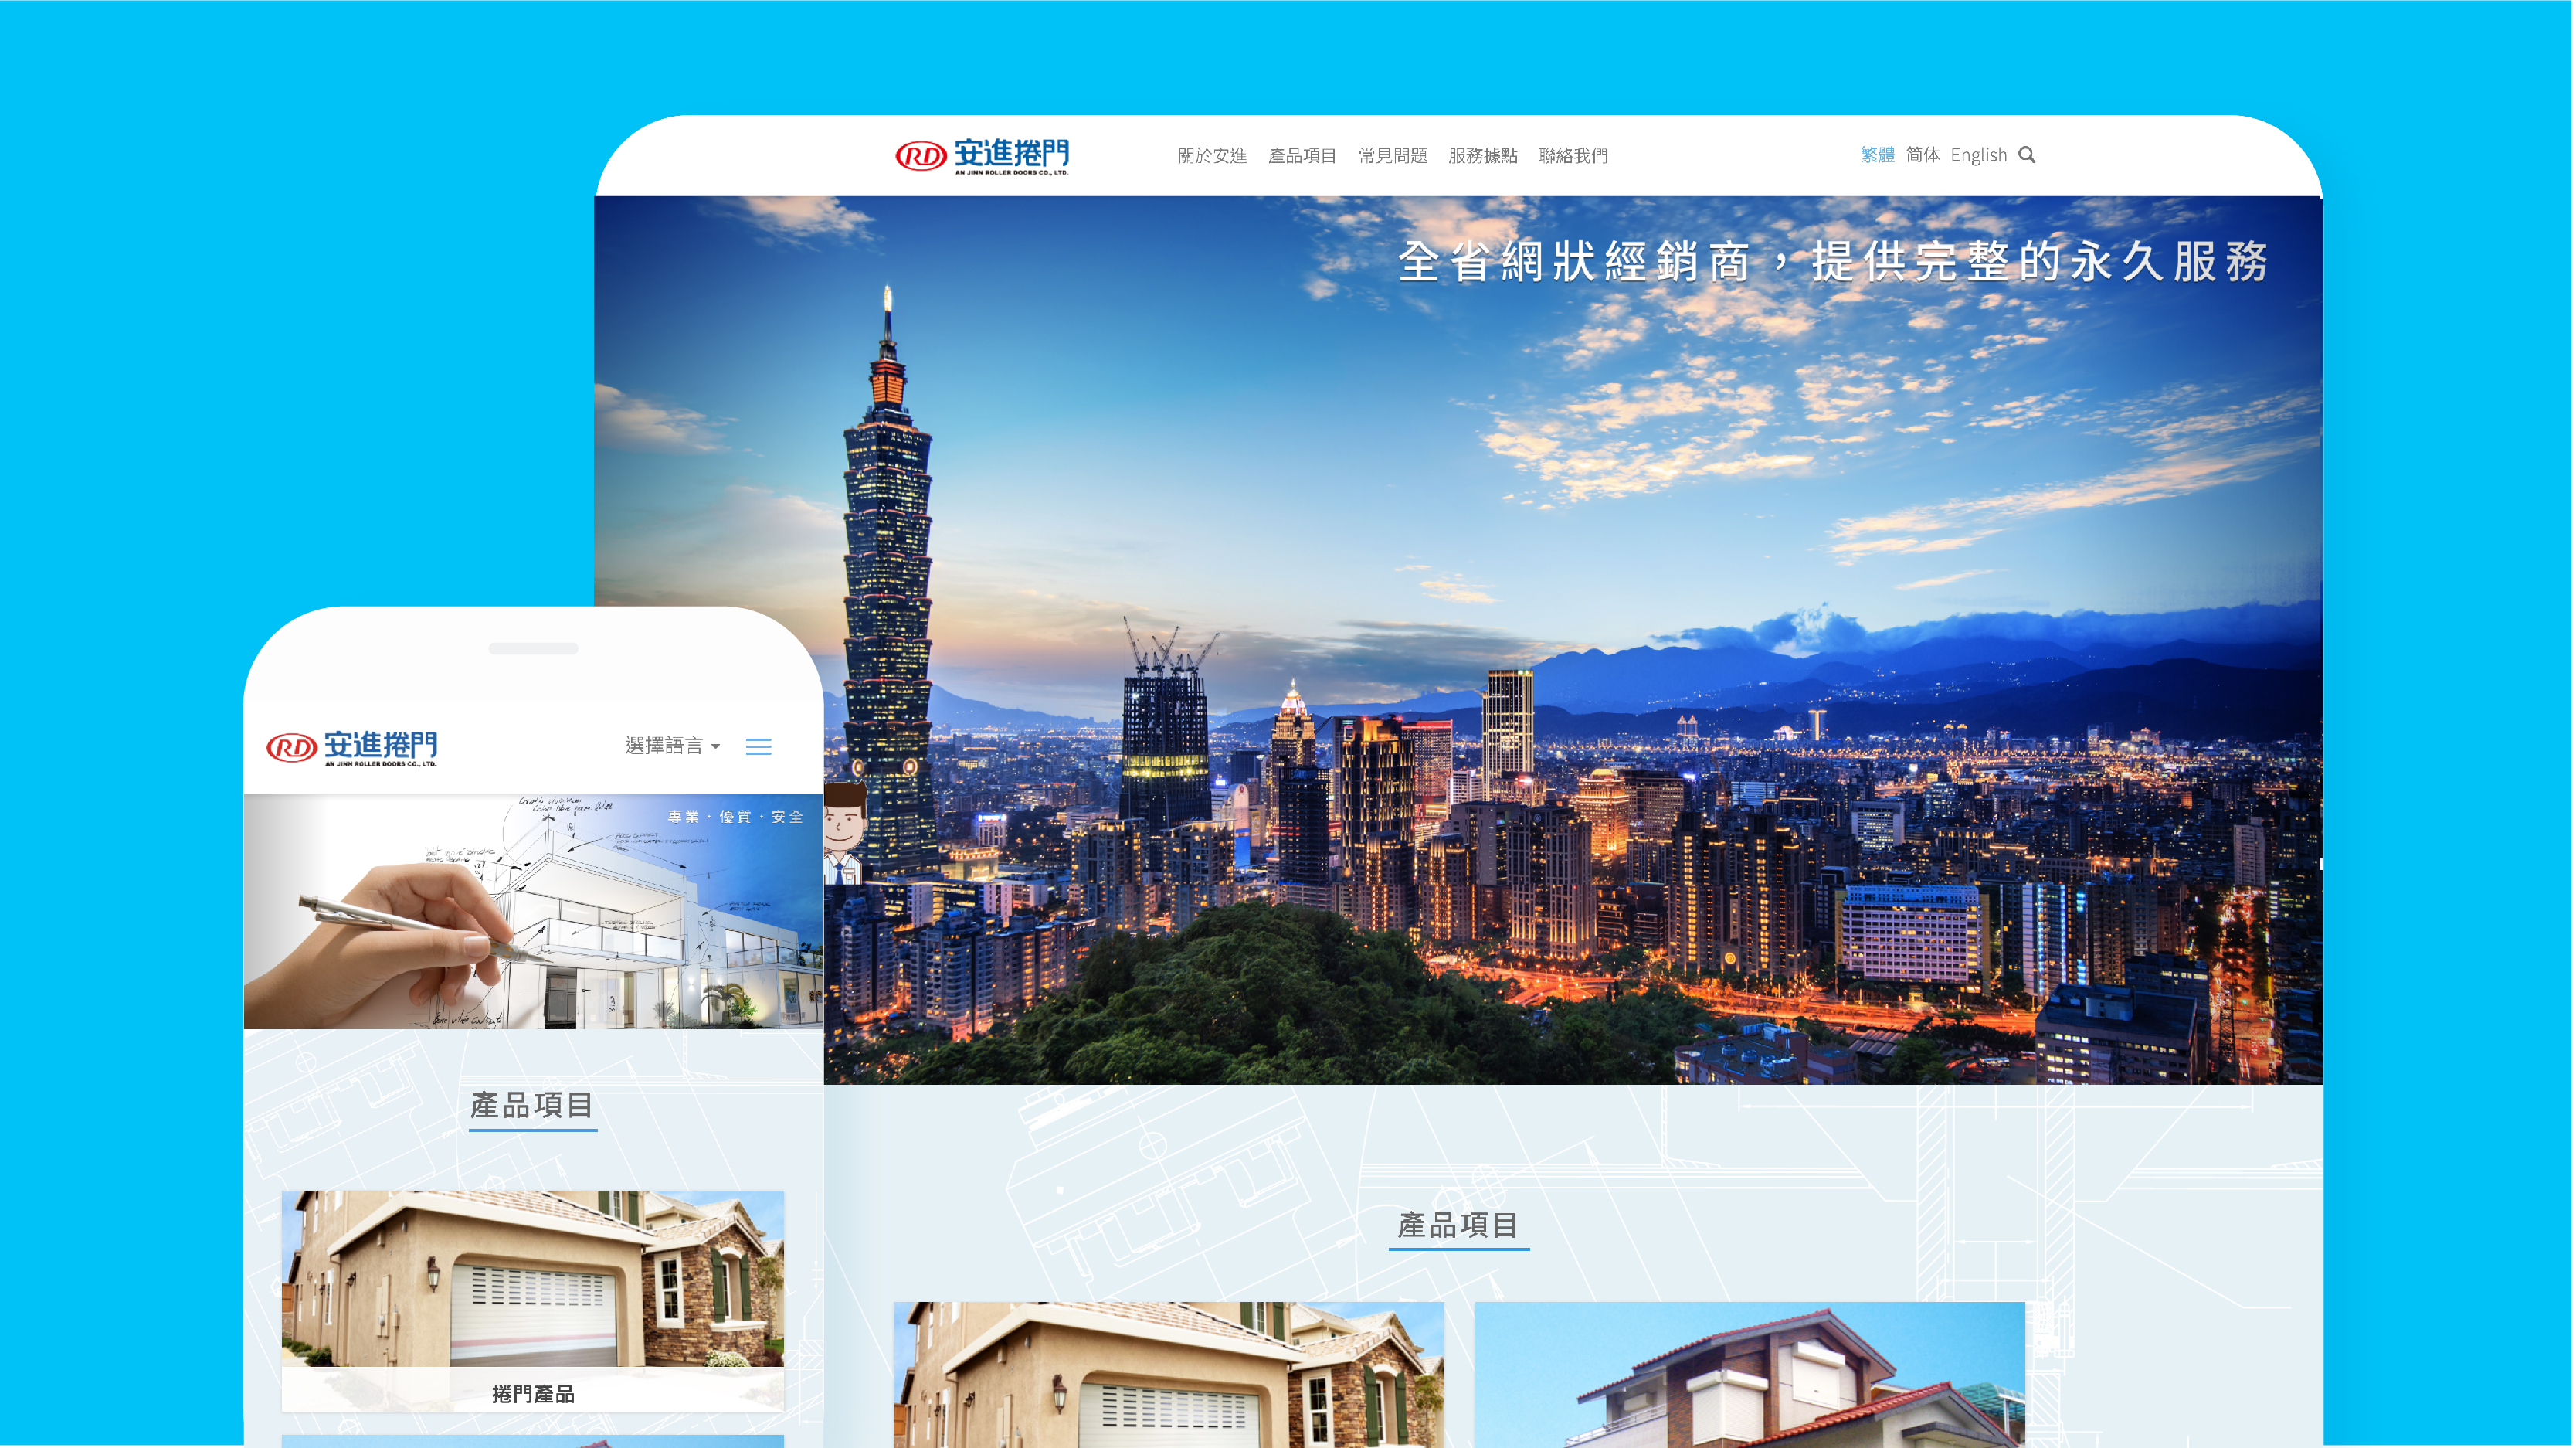 RD 安進捲門
AN JINN ROLLER DOORS CO., LTD.
關於安進 產品項目 常見問題 服務據點 聯絡我們
繁體 简体 English
全省網狀經銷商，提供完整的永久服務
RD 安進捲門
AN JINN ROLLER DOORS CO., LTD.
選擇語言
專業·優質·安全
產品項目
捲門產品
產品項目